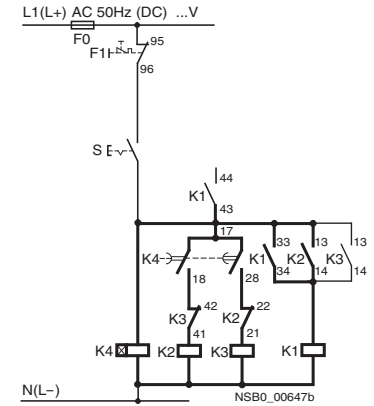 L1(L+) AC 50Hz (DC) ...V
F0
F1 95
96
S
44
K1
43
17
K4 K1 33 K2 13 K3 13
18 28 34 14 14
K3 42 K2 22
41 21
K4 K2 K3 K1
N(L–) NSB0_00647b